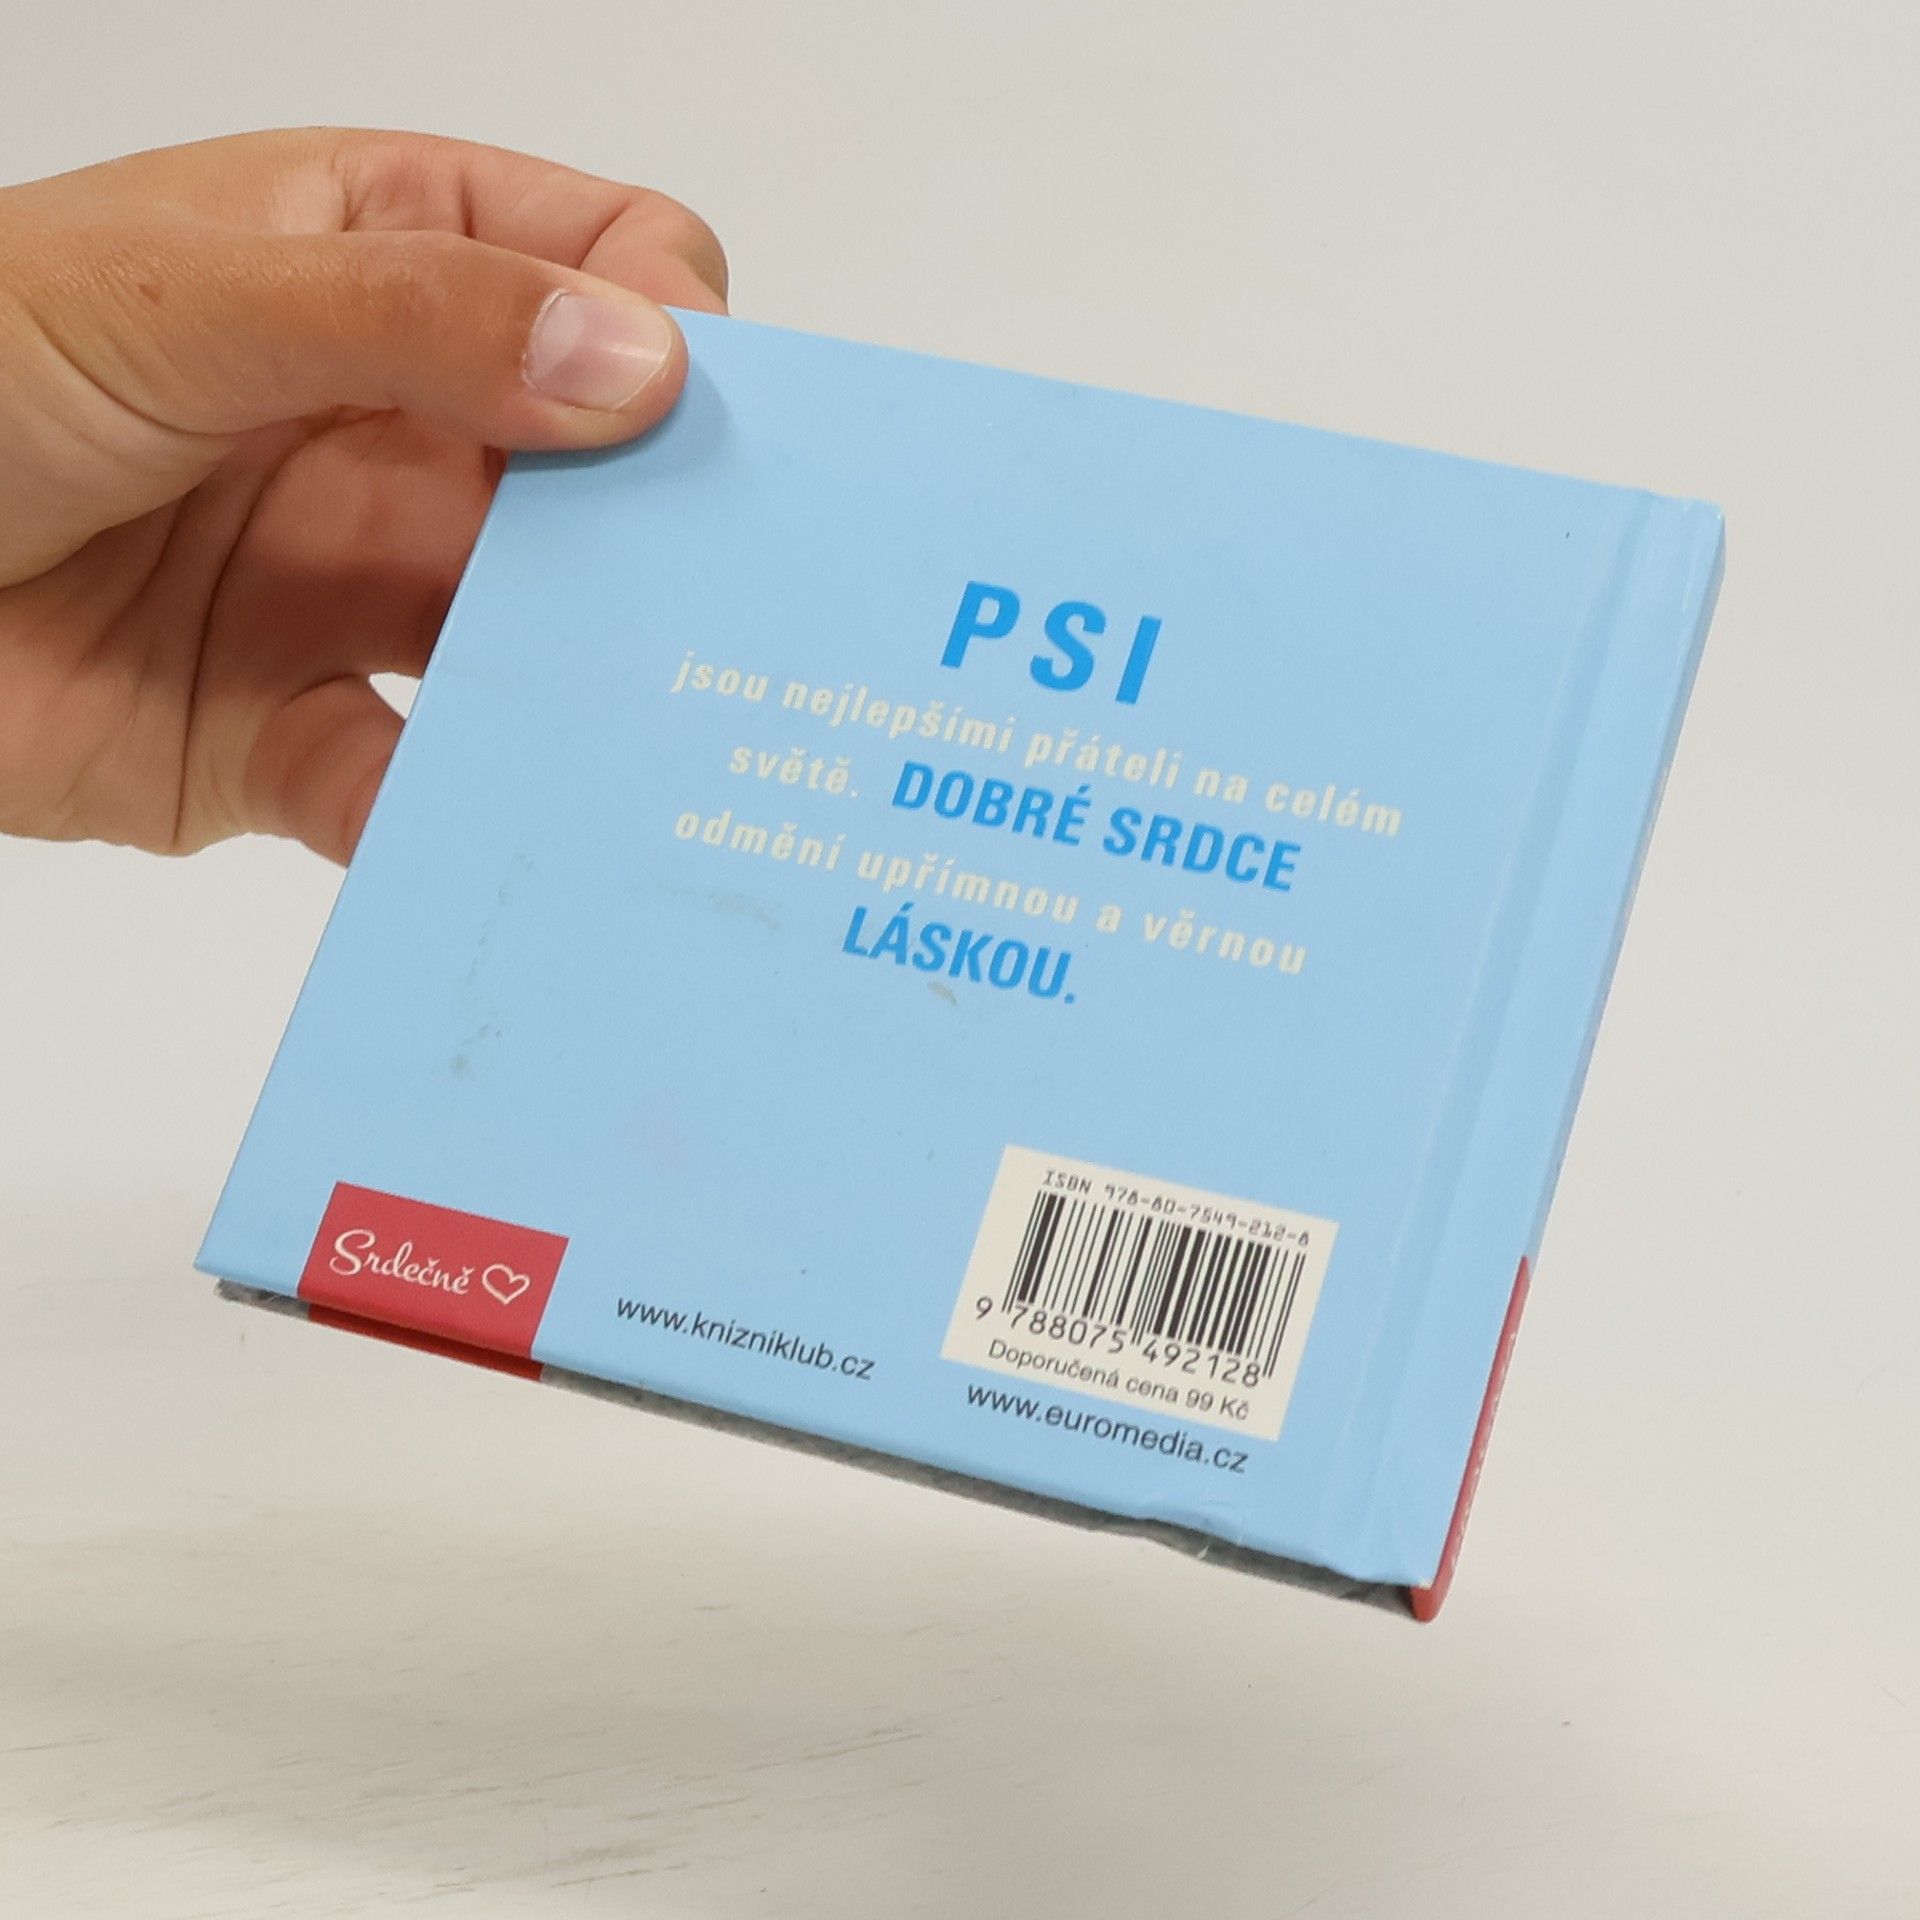 PSI
jsou nejlepšími přáteli na celém
světě. DOBRÉ SRDCE
odmění upřímnou a věrnou
LÁSKOU.
Srdečně
www.knizniklub.cz
ISBN 978-80-7549-212-8
9 788075 492128
Doporučená cena 99 Kč
www.euromedia.cz